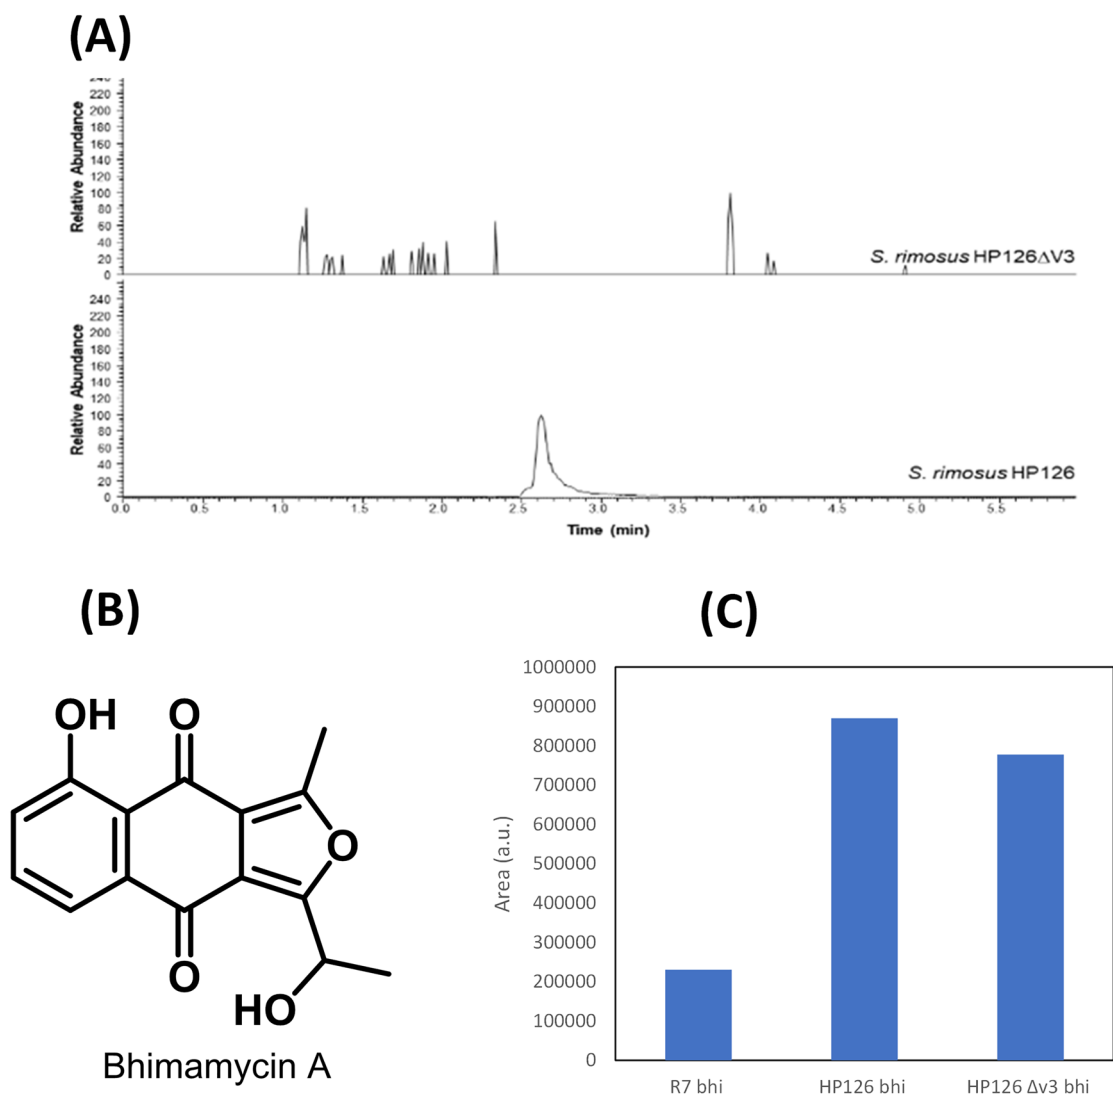 (A)
240
220
200
180
160
140
120
100
80
60
40
20
0
Relative Abundance
S. rimosus HP126ΔV3
240
220
200
180
160
140
120
100
80
60
40
20
0
Relative Abundance
S. rimosus HP126
0.0 0.5 1.0 1.5 2.0 2.5 3.0 3.5 4.0 4.5 5.0 5.5
Time (min)
(B)
OH
O
O
O
HO
Bhimamycin A
(C)
1000000
900000
800000
700000
600000
500000
400000
300000
200000
100000
0
Area (a.u.)
R7 bhi HP126 bhi HP126 Δv3 bhi